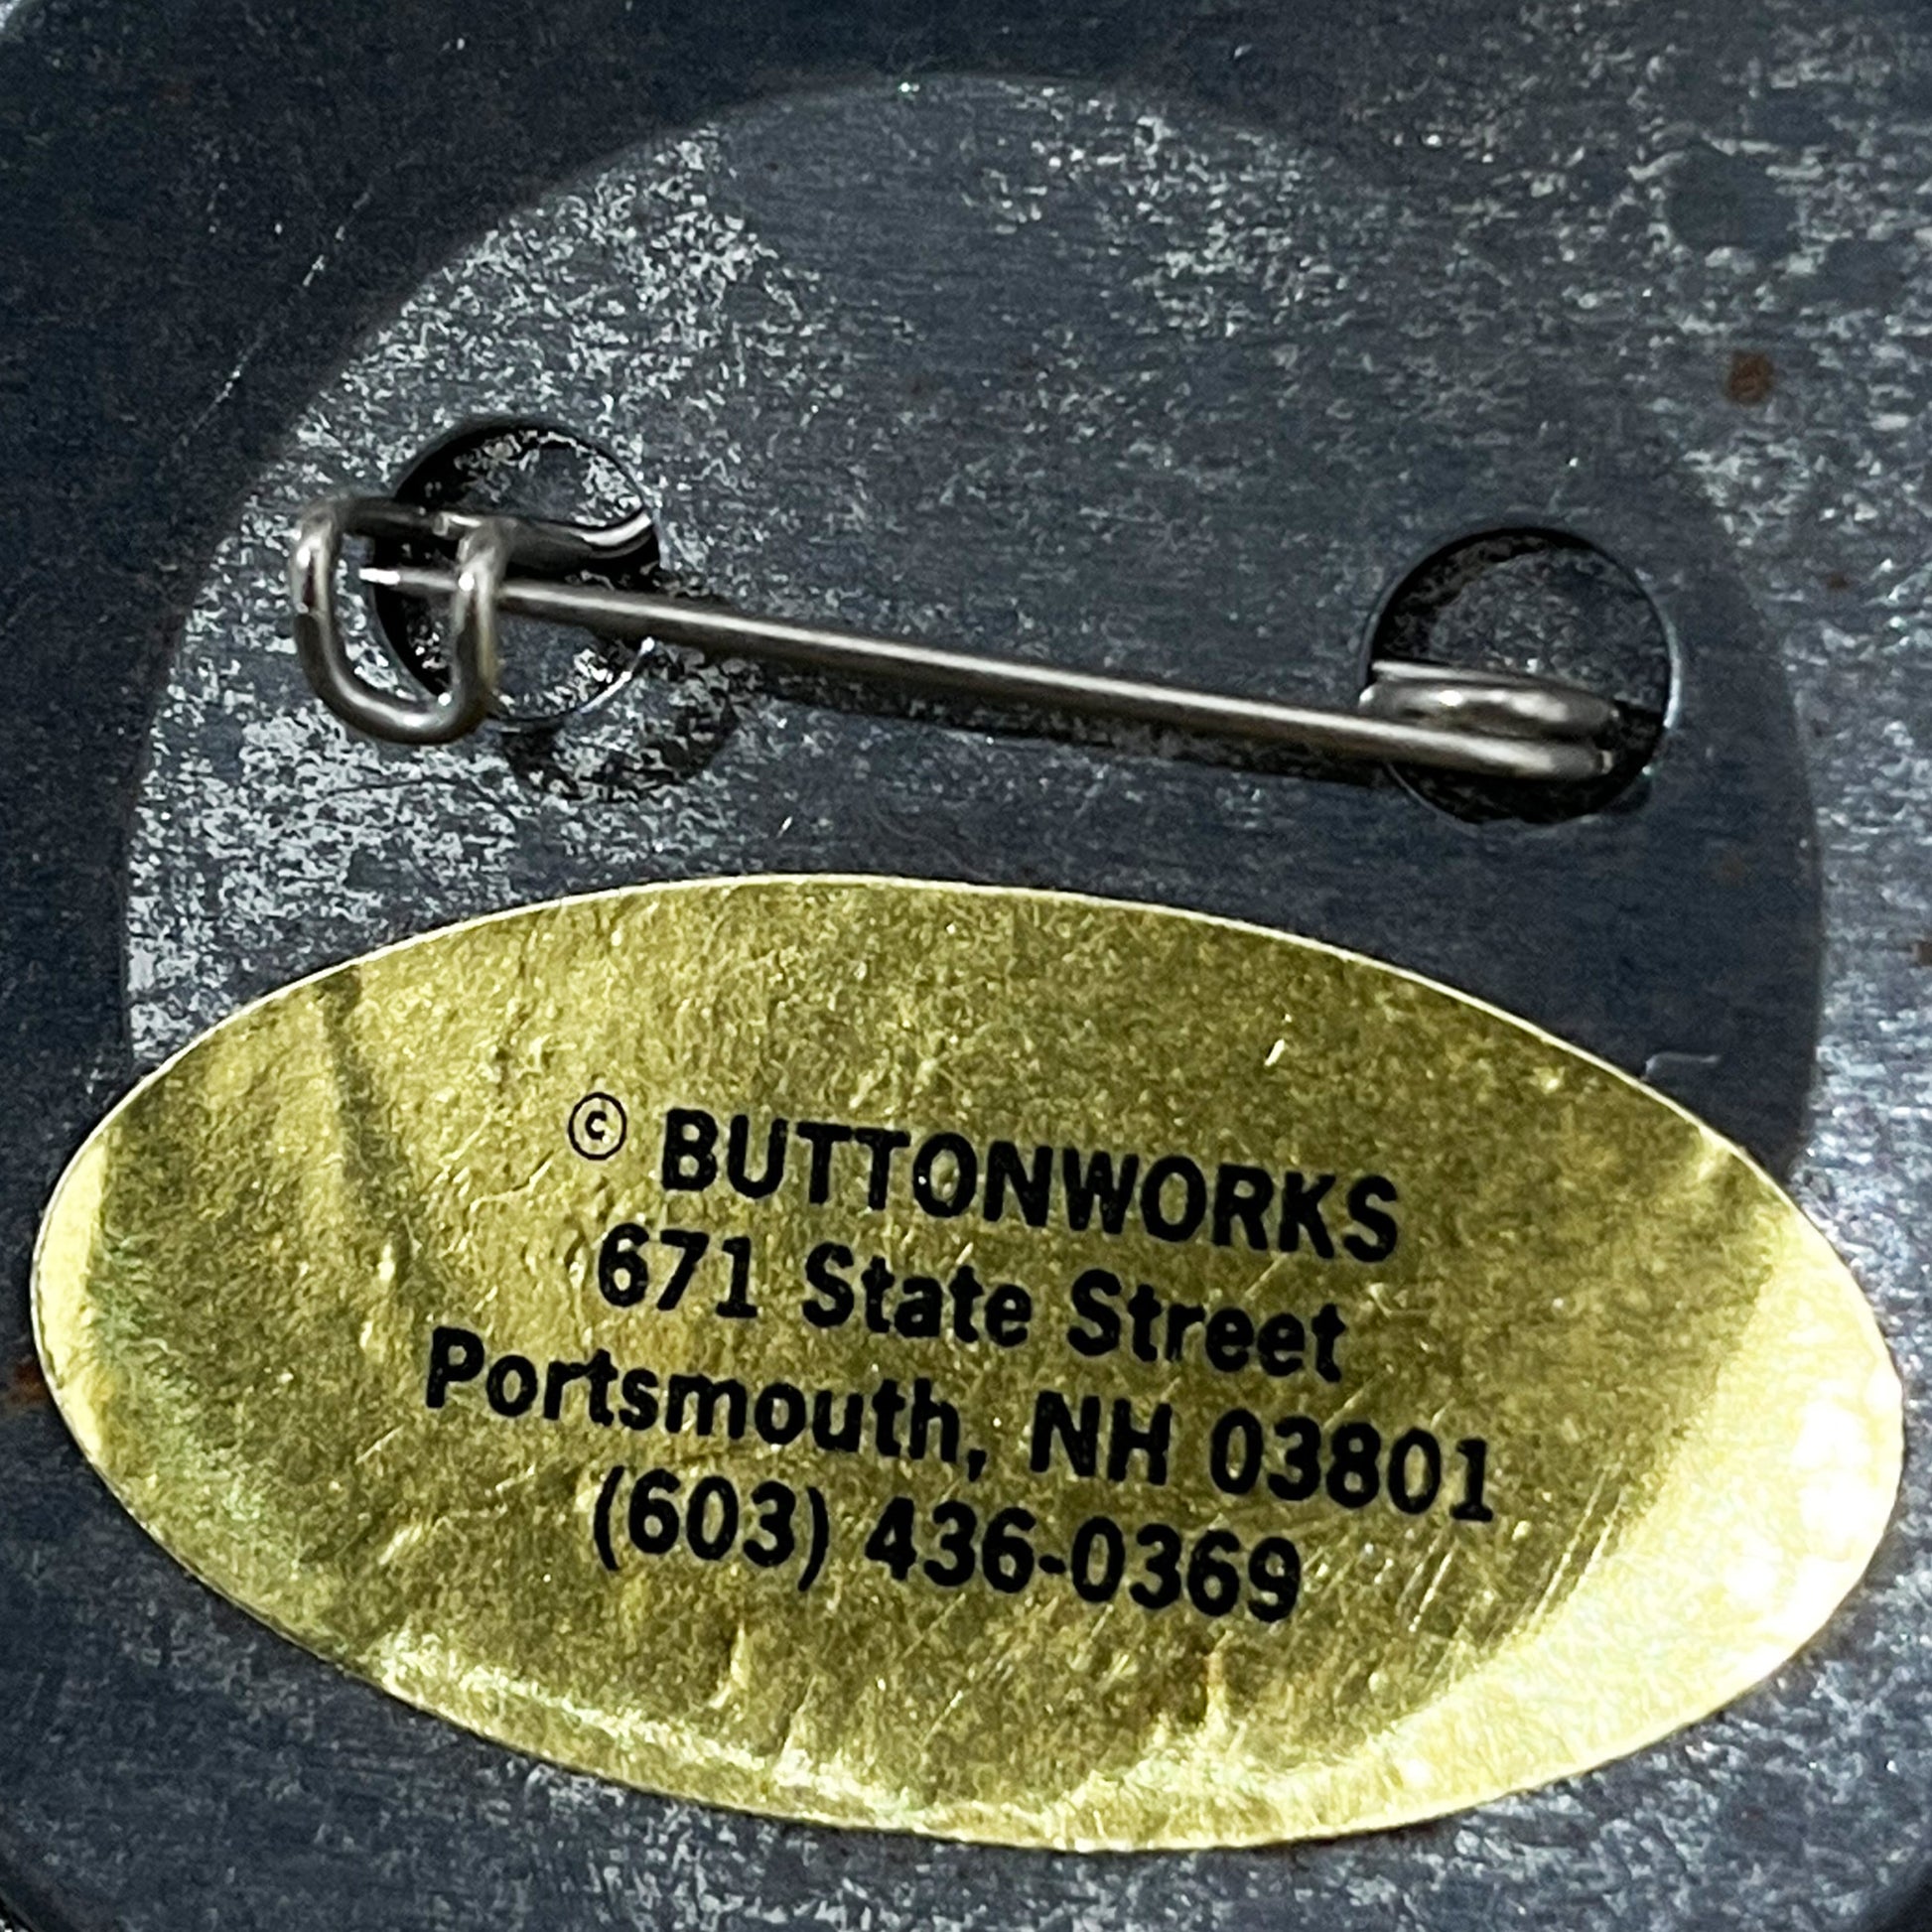 © BUTTONWORKS
671 State Street
Portsmouth, NH 03801
(603) 436-0369